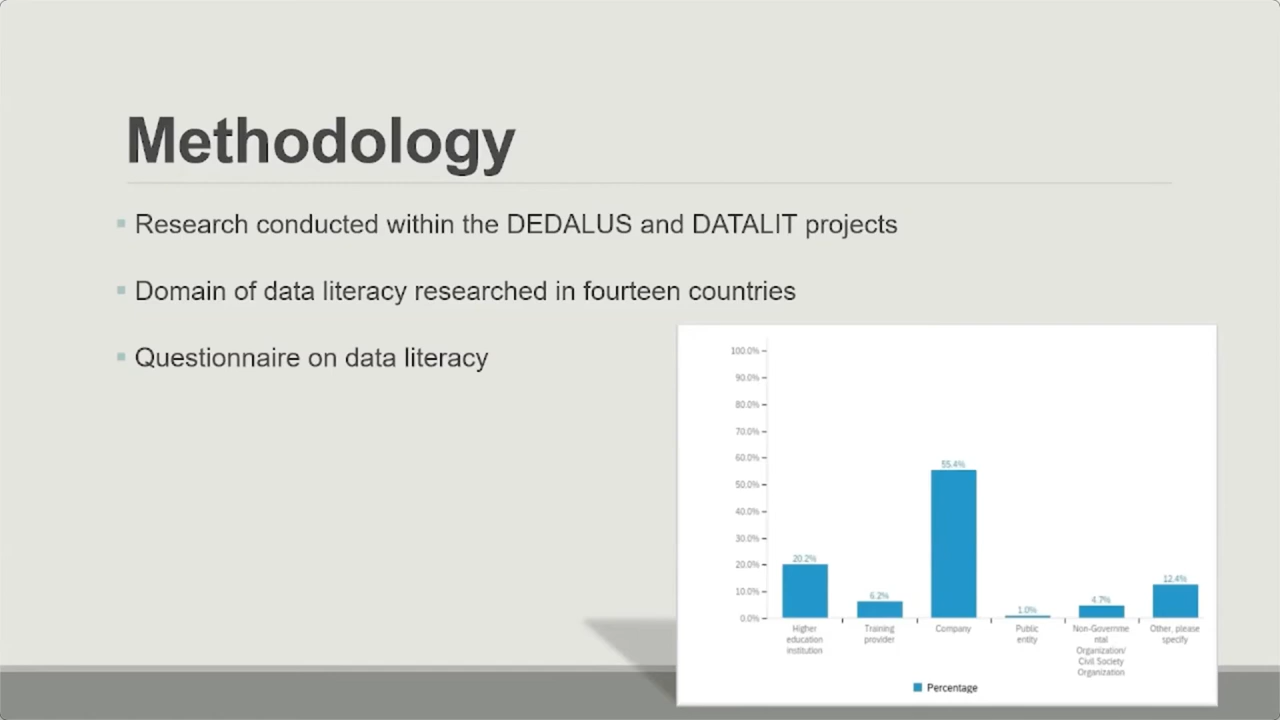 Methodology
Research conducted within the DEDALUS and DATALIT projects
Domain of data literacy researched in fourteen countries
Questionnaire on data literacy
100.0%
90.0%
80.0%
70.0%
60.0%
50.0%
40.0%
30.0%
20.0%
10.0%
0.0%
20.2%
6.2%
55.4%
1.0%
4.7%
12.4%
Higher
education
institution
Training
provider
Company
Public
entity
Non-Governme
ntal
Organization/
Civil Society
Organization
Other, please
specify
Percentage